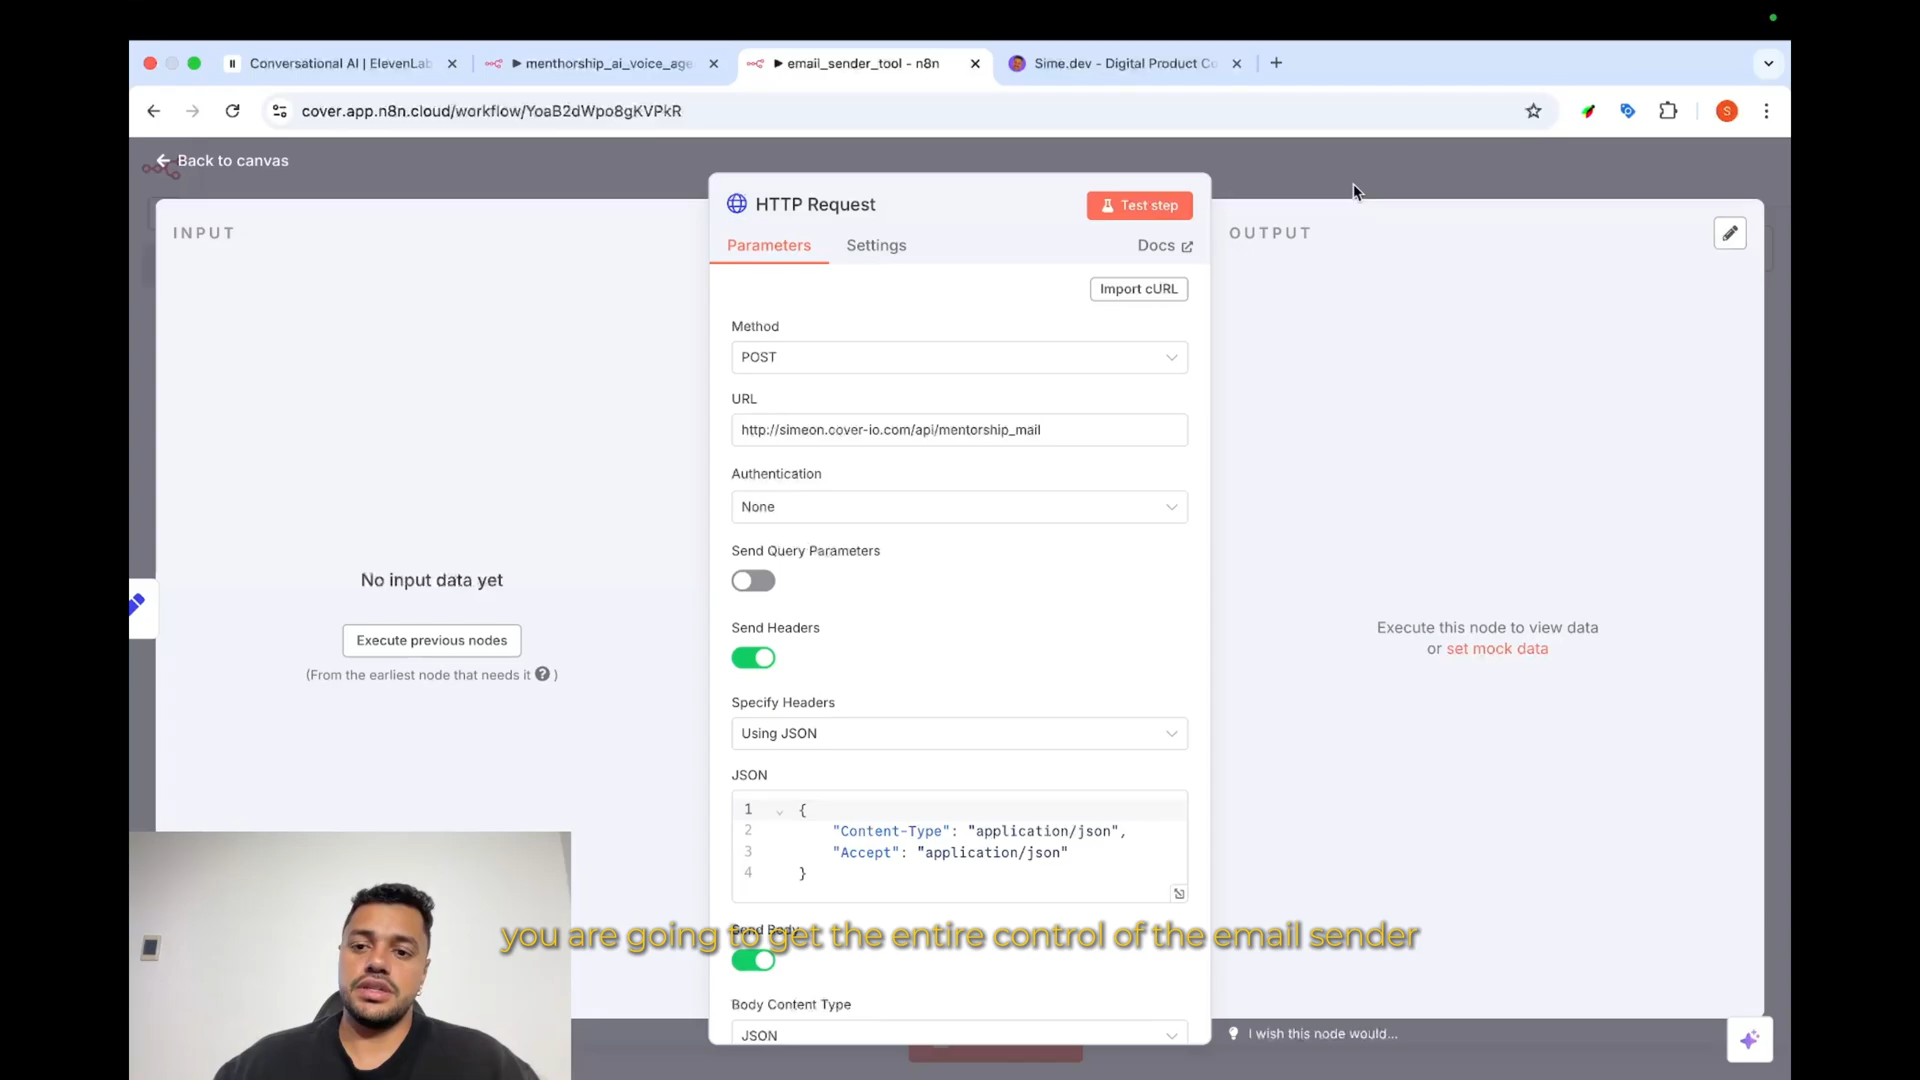 Conversational AI | ElevenLab
menthorship_ai_voice_age
email_sender_tool - n8n
Sime.dev - Digital Product Co
cover.app.n8n.cloud/workflow/YoaB2dWpo8gKVPkR
S
Back to canvas
HTTP Request
Test step
INPUT
Parameters
Settings
Docs
OUTPUT
Import cURL
Method
POST
URL
http://simeon.cover-io.com/api/mentorship_mail
Authentication
None
Send Query Parameters
No input data yet
Execute previous nodes
(From the earliest node that needs it ? )
Send Headers
Execute this node to view data
or set mock data
Specify Headers
Using JSON
JSON
1 {
2 "Content-Type": "application/json",
3 "Accept": "application/json"
4 }
Send Body
you are going to get the entire control of the email sender
Body Content Type
JSON
I wish this node would...